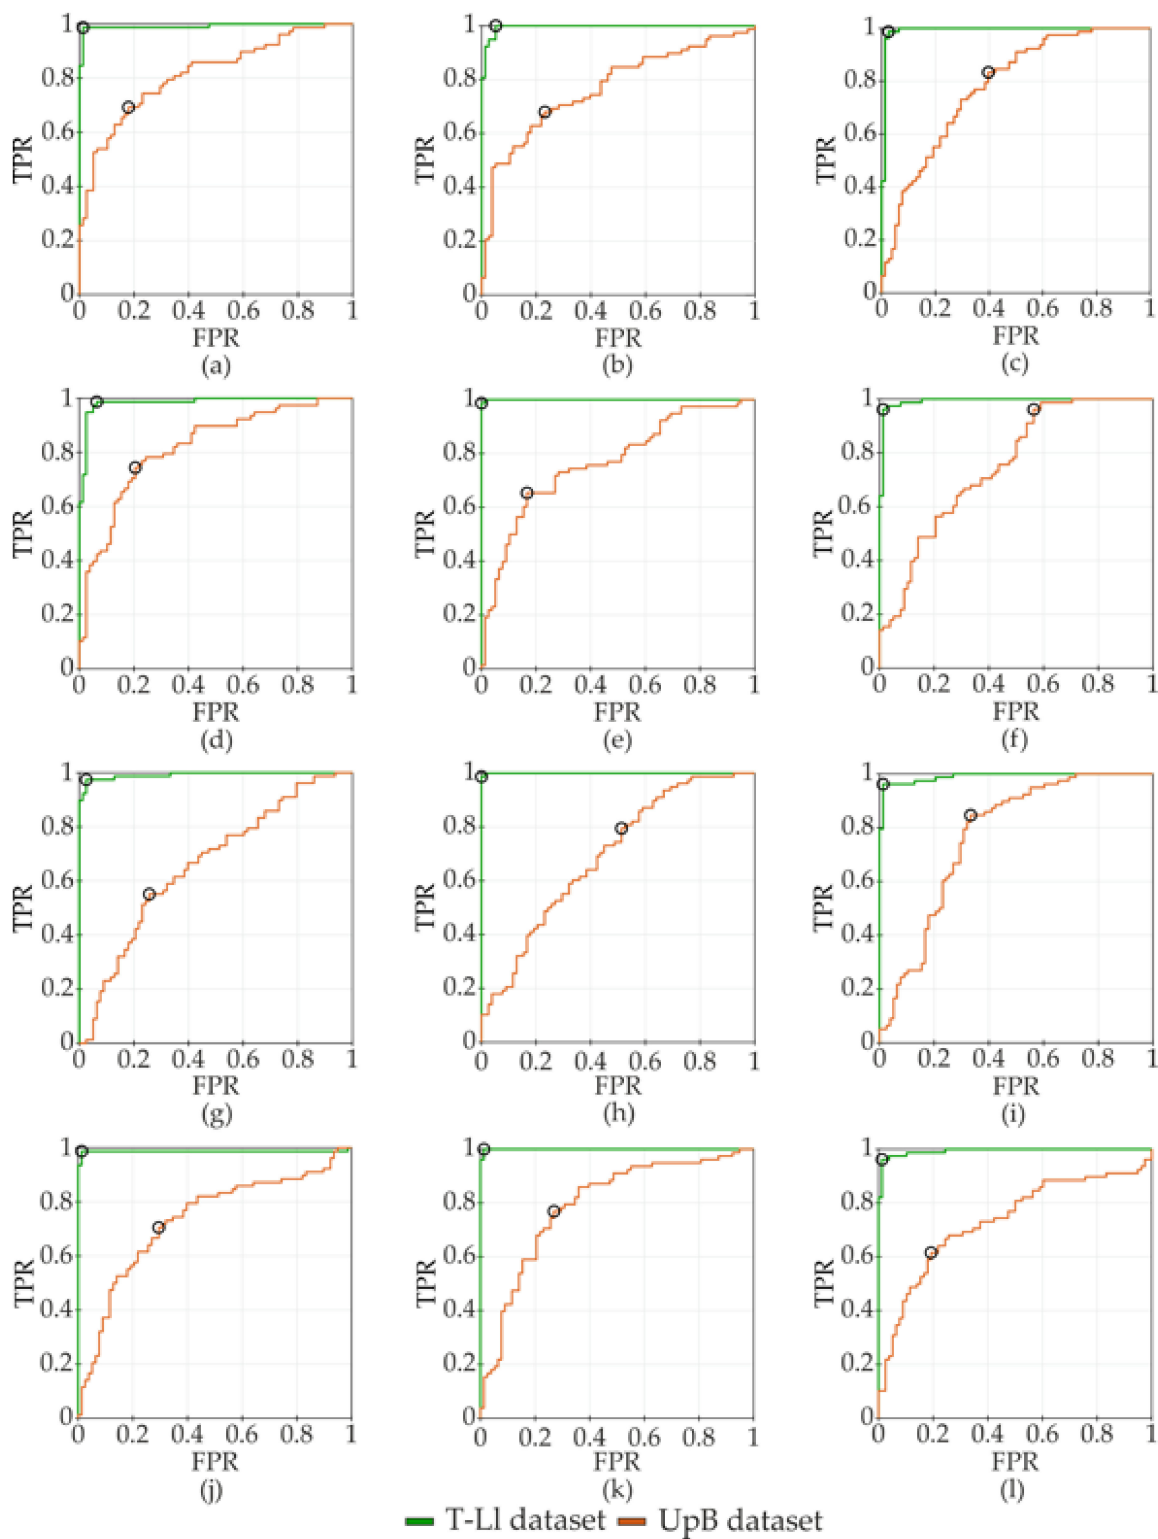 1 1 1
0.8 0.8 0.8
0.6 0.6 0.6
TPR TPR TPR
0.4 0.4 0.4
0.2 0.2 0.2
0 0 0
0 0.2 0.4 0.6 0.8 1 0 0.2 0.4 0.6 0.8 1 0 0.2 0.4 0.6 0.8 1
FPR FPR FPR
(a) (b) (c)
1 1 1
0.8 0.8 0.8
0.6 0.6 0.6
TPR TPR TPR
0.4 0.4 0.4
0.2 0.2 0.2
0 0 0
0 0.2 0.4 0.6 0.8 1 0 0.2 0.4 0.6 0.8 1 0 0.2 0.4 0.6 0.8 1
FPR FPR FPR
(d) (e) (f)
1 1 1
0.8 0.8 0.8
0.6 0.6 0.6
TPR TPR TPR
0.4 0.4 0.4
0.2 0.2 0.2
0 0 0
0 0.2 0.4 0.6 0.8 1 0 0.2 0.4 0.6 0.8 1 0 0.2 0.4 0.6 0.8 1
FPR FPR FPR
(g) (h) (i)
1 1 1
0.8 0.8 0.8
0.6 0.6 0.6
TPR TPR TPR
0.4 0.4 0.4
0.2 0.2 0.2
0 0 0
0 0.2 0.4 0.6 0.8 1 0 0.2 0.4 0.6 0.8 1 0 0.2 0.4 0.6 0.8 1
FPR FPR FPR
(j) (k) (l)
T-Ll dataset UpB dataset